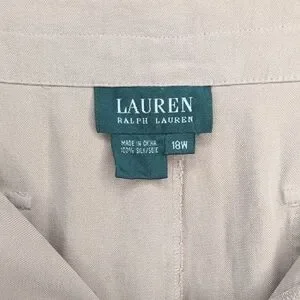 LAUREN
RALPH LAUREN
MADE IN CHINA
100% SILK/SOIE
18W